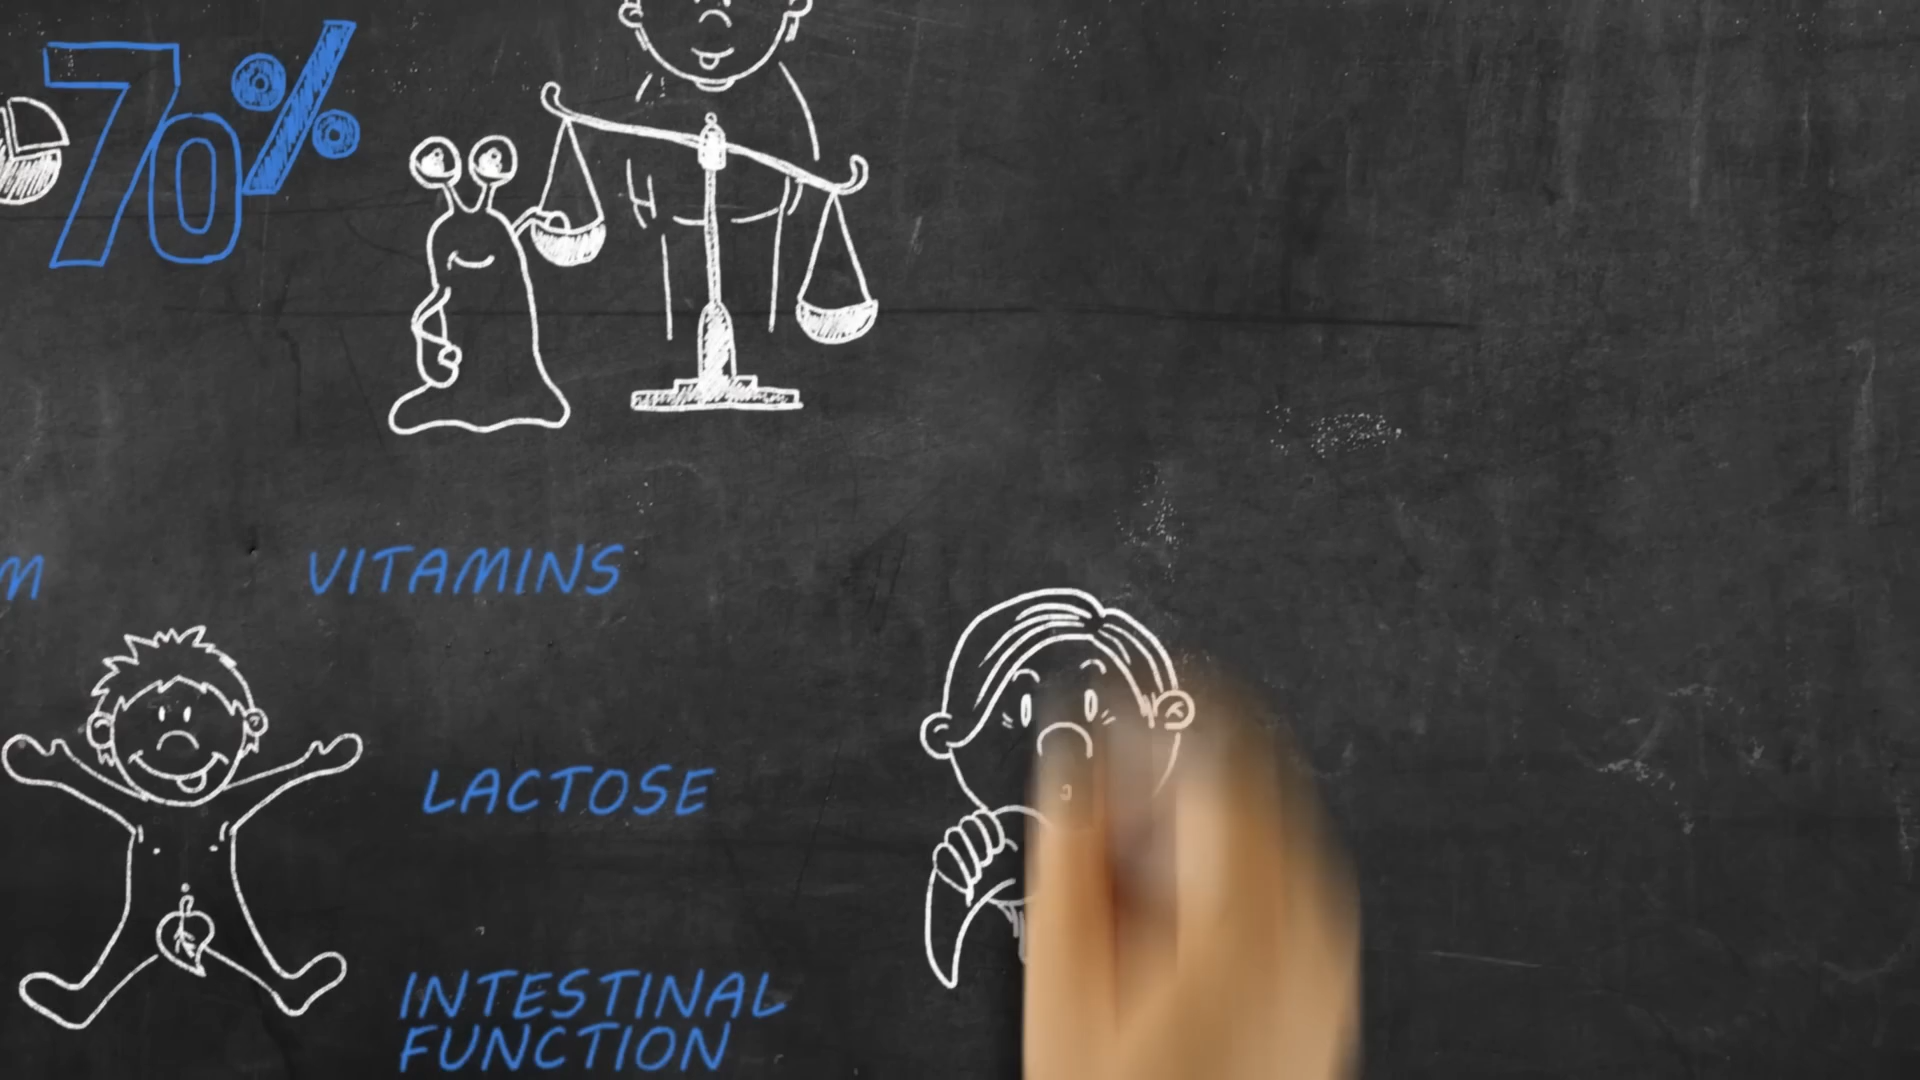 70%
M
VITAMINS
LACTOSE
INTESTINAL
FUNCTION